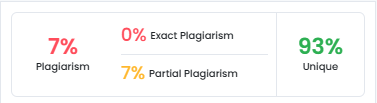 7%
Plagiarism
0% Exact Plagiarism
7% Partial Plagiarism
93%
Unique